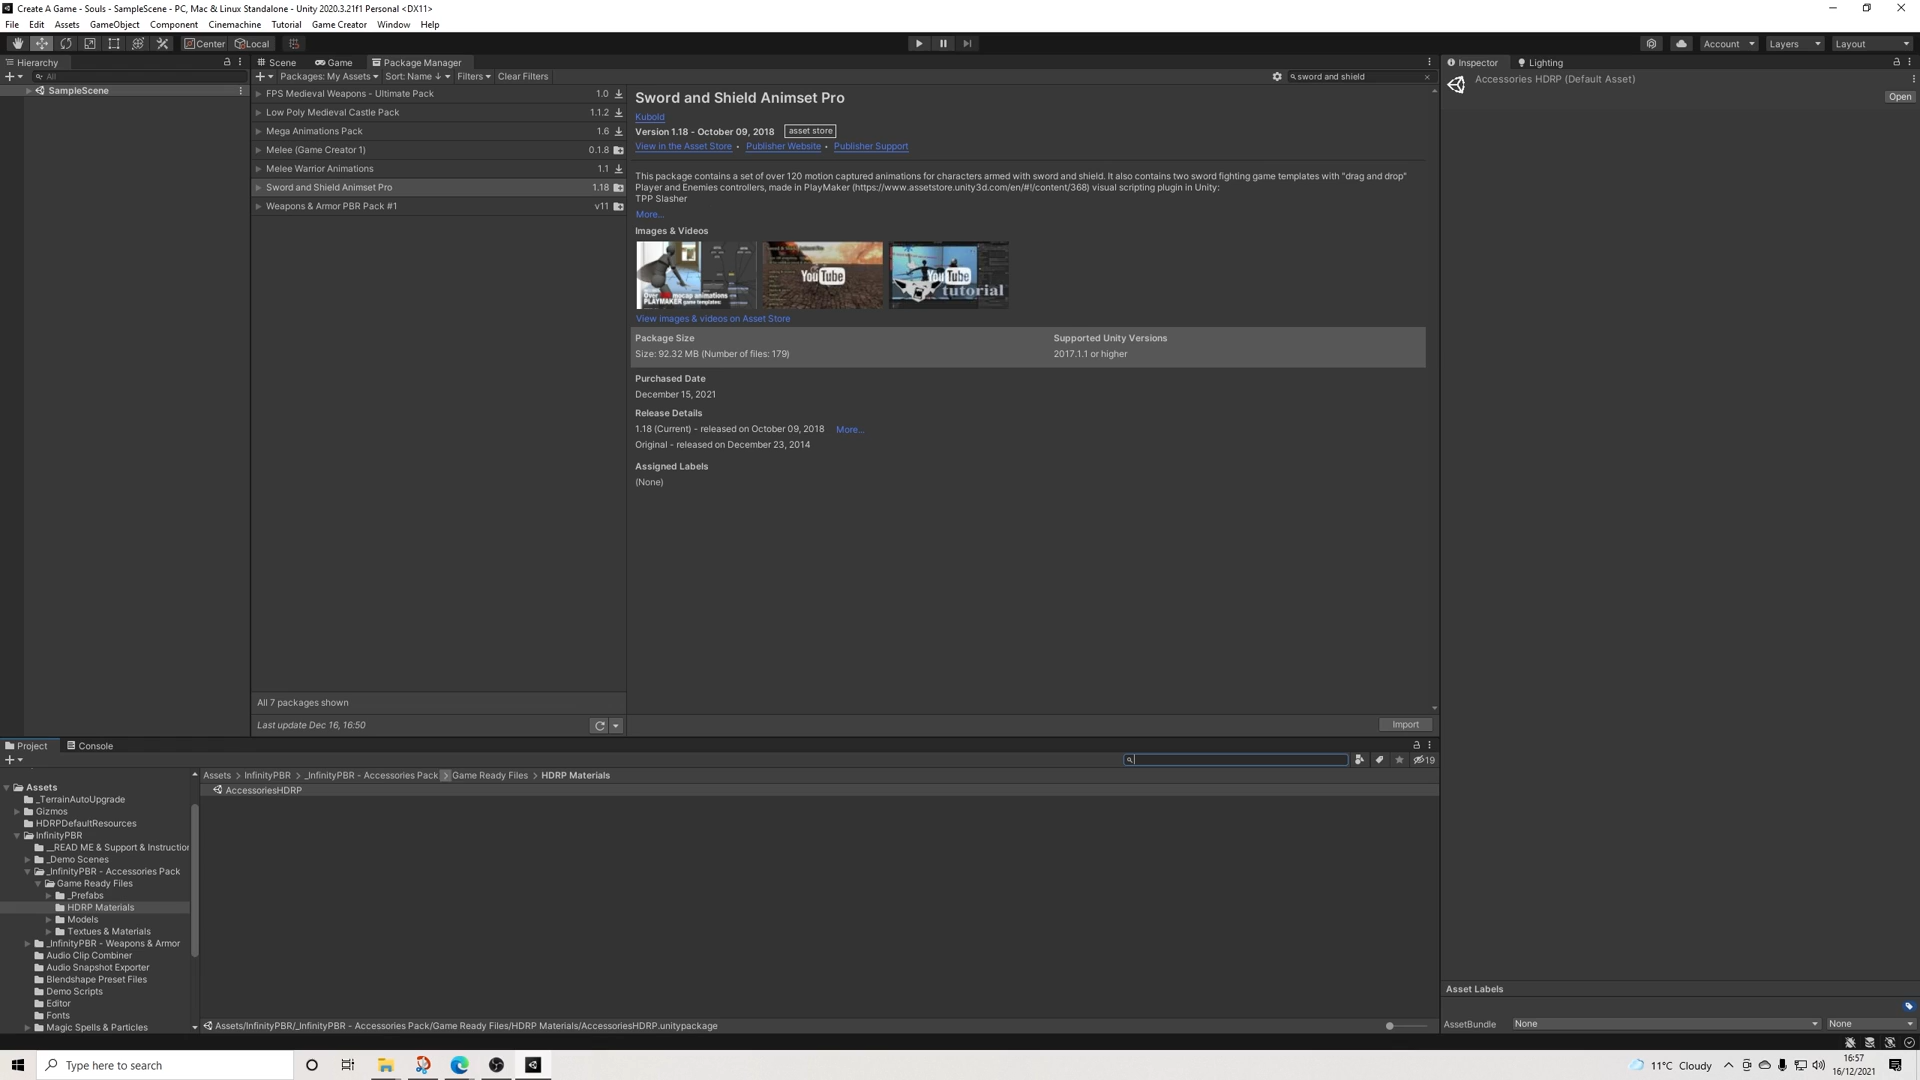 Create A Game - Souls - SampleScene - PC, Mac & Linux Standalone - Unity 2020.3.21f1 Personal <DX11>
File Edit Assets GameObject Component Cinemachine Tutorial Game Creator Window Help
Center Local Account Layers Layout
Hierarchy
All
SampleScene
Scene Game Package Manager
Packages: My Assets Sort: Name ↓ Filters Clear Filters sword and shield
FPS Medieval Weapons - Ultimate Pack 1.0
Low Poly Medieval Castle Pack 1.1.2
Mega Animations Pack 1.6
Melee (Game Creator 1) 0.1.8
Melee Warrior Animations 1.1
Sword and Shield Animset Pro 1.18
Weapons & Armor PBR Pack #1 v11
All 7 packages shown
Last update Dec 16, 16:50
Sword and Shield Animset Pro
Kubold
Version 1.18 - October 09, 2018 asset store
View in the Asset Store • Publisher Website • Publisher Support
This package contains a set of over 120 motion captured animations for characters armed with sword and shield. It also contains two sword fighting game templates with "drag and drop"
Player and Enemies controllers, made in PlayMaker (https://www.assetstore.unity3d.com/en/#!/content/368) visual scripting plugin in Unity:
TPP Slasher
More...
Images & Videos
mocap animations
PLAYMAKER game templates:
YouTube
YouTube
tutorial
View images & videos on Asset Store
Package Size Supported Unity Versions
Size: 92.32 MB (Number of files: 179) 2017.1.1 or higher
Purchased Date
December 15, 2021
Release Details
1.18 (Current) - released on October 09, 2018 More...
Original - released on December 23, 2014
Assigned Labels
(None)
Import
Inspector Lighting
Accessories HDRP (Default Asset)
Open
Project Console
19
Assets
_TerrainAutoUpgrade
Gizmos
HDRPDefaultResources
InfinityPBR
__READ ME & Support & Instruction
_Demo Scenes
_InfinityPBR - Accessories Pack
Game Ready Files
_Prefabs
HDRP Materials
Models
Textues & Materials
_InfinityPBR - Weapons & Armor
Audio Clip Combiner
Audio Snapshot Exporter
Blendshape Preset Files
Demo Scripts
Editor
Fonts
Magic Spells & Particles
Assets > InfinityPBR > _InfinityPBR - Accessories Pack > Game Ready Files > HDRP Materials
AccessoriesHDRP
Assets/InfinityPBR/_InfinityPBR - Accessories Pack/Game Ready Files/HDRP Materials/AccessoriesHDRP.unitypackage
Asset Labels
AssetBundle None None
Type here to search
11°C Cloudy
16:57
16/12/2021